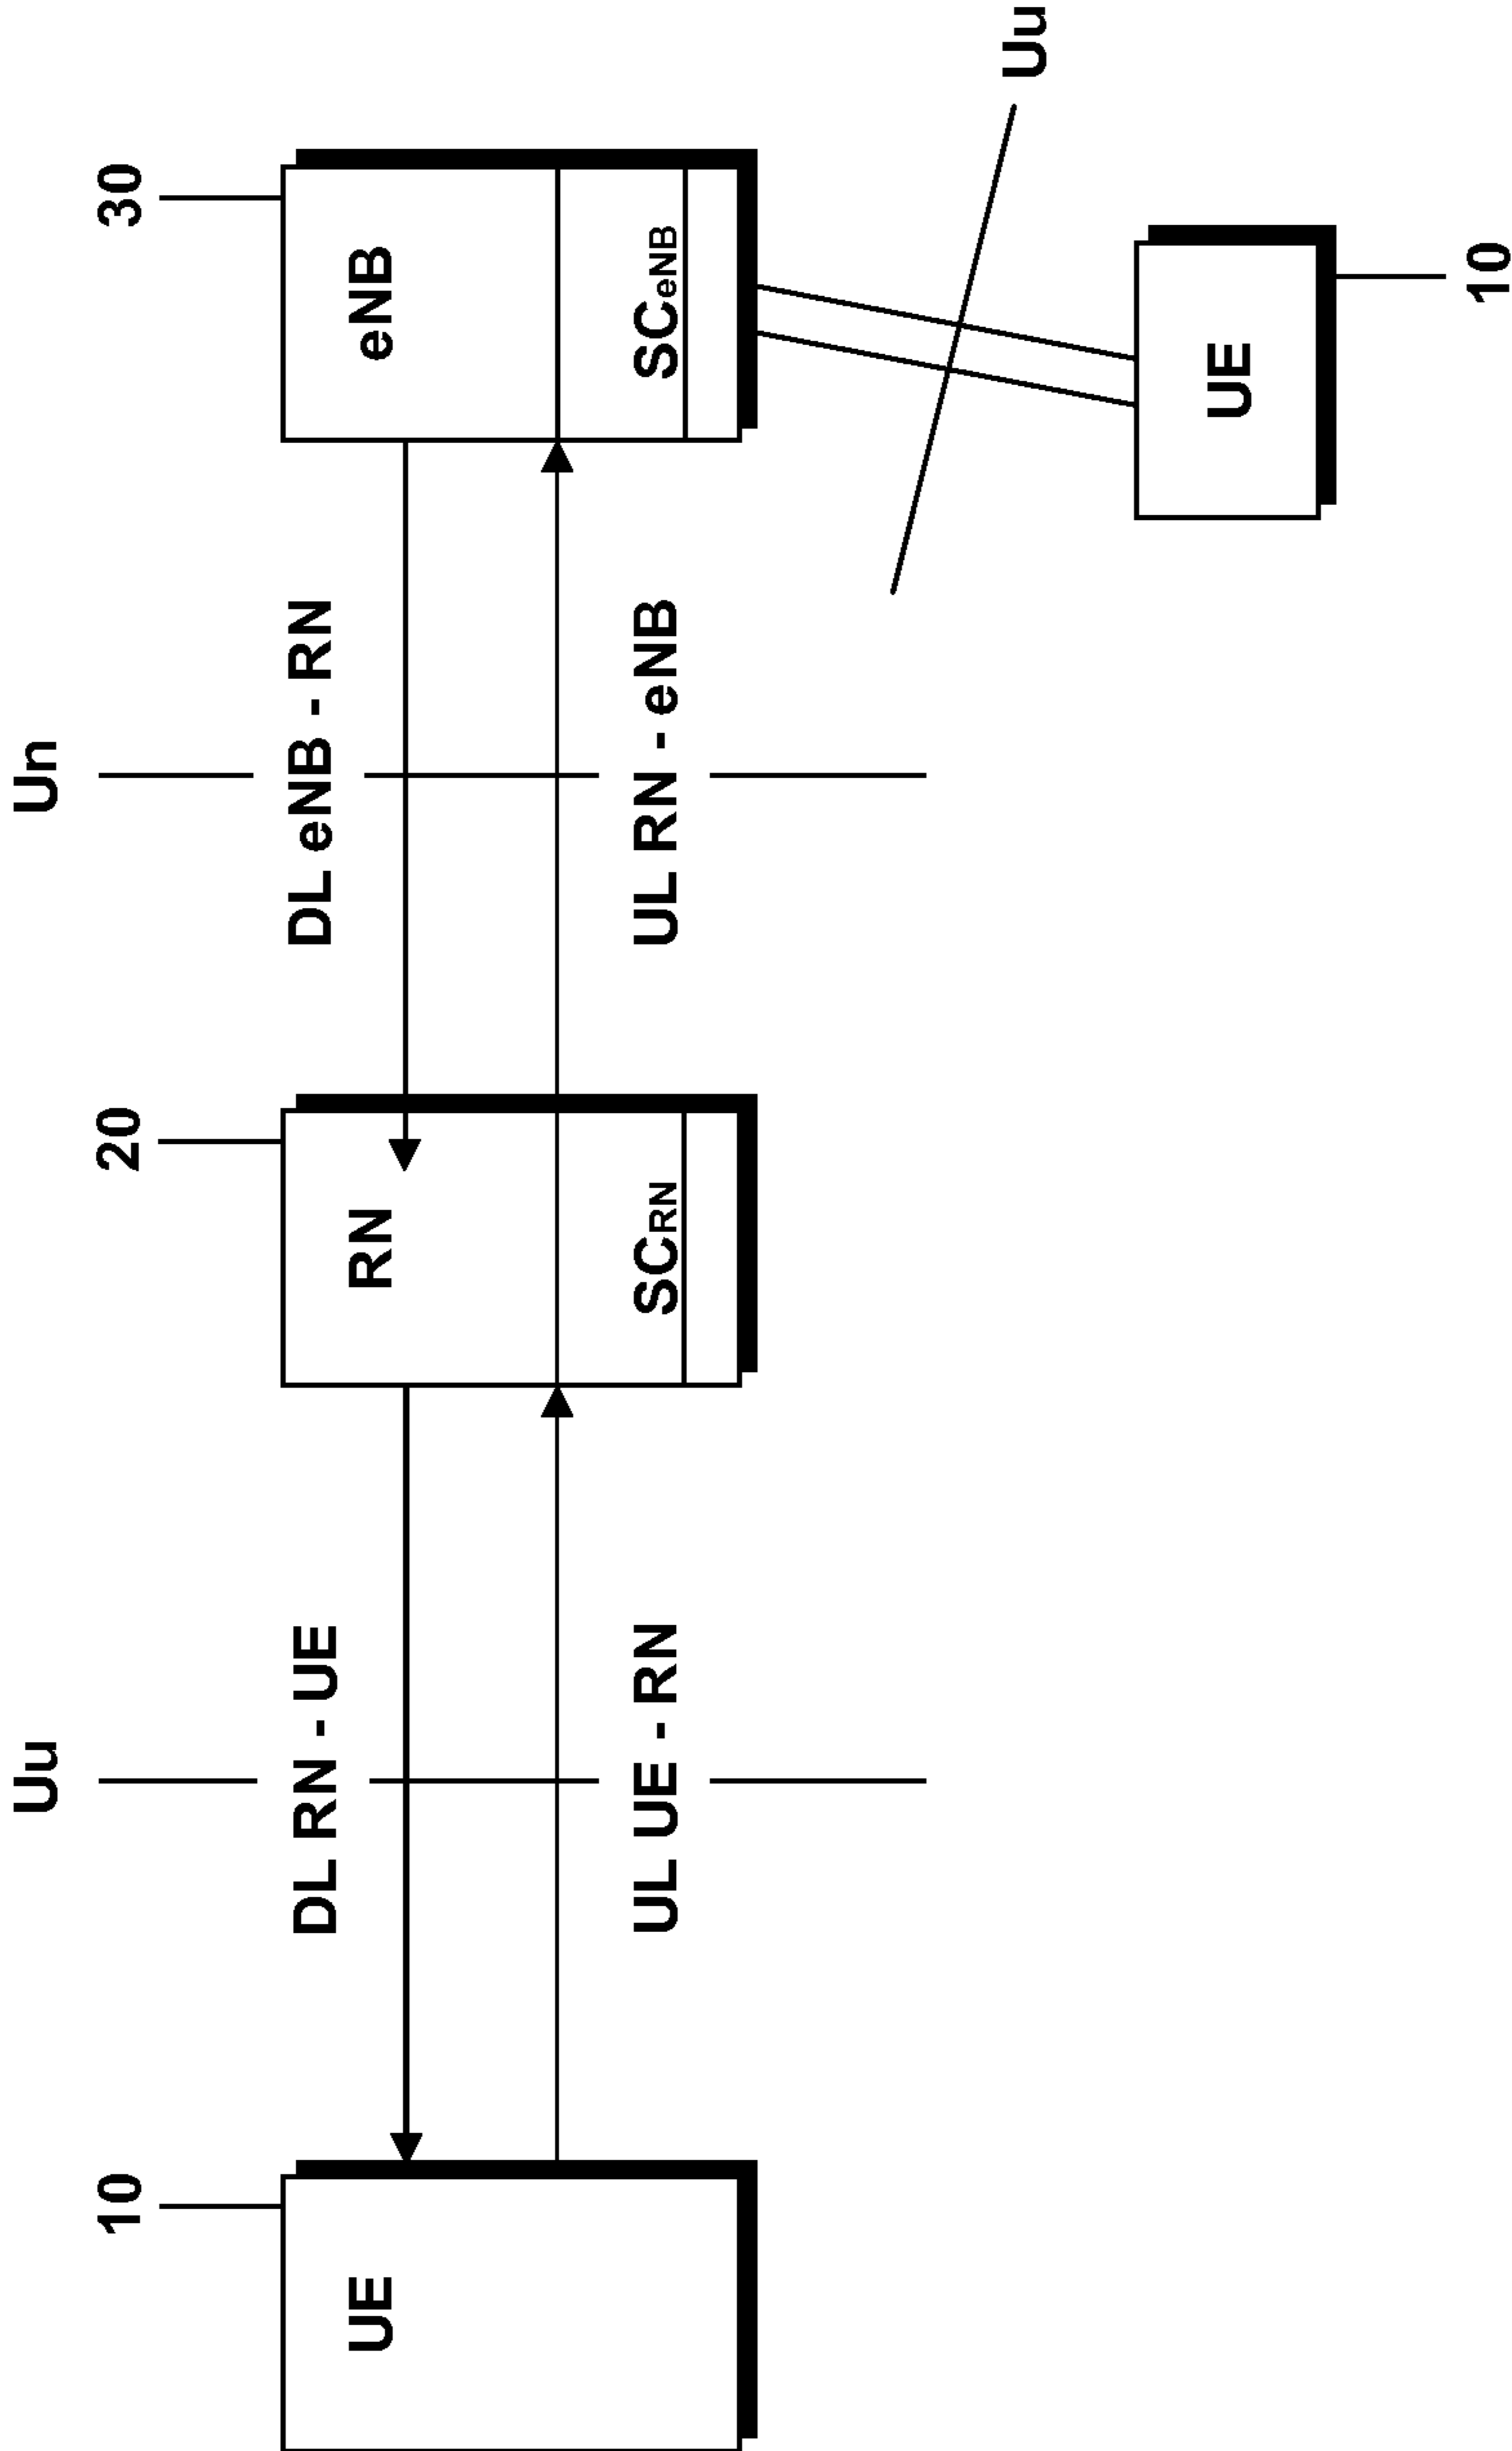 Uu
Un
10
20
30
UE
DL RN - UE
RN
DL eNB - RN
eNB
UL UE - RN
SCRN
UL RN - eNB
SCeNB
Uu
UE
10